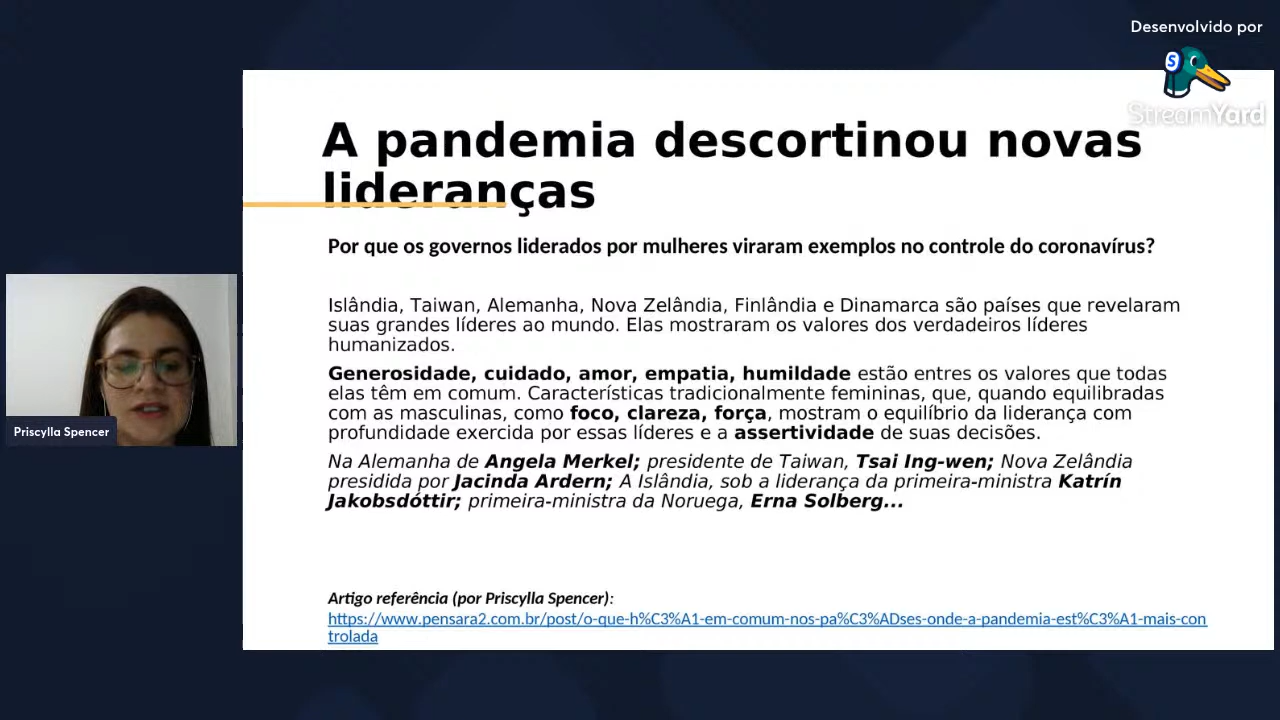 Desenvolvido por
S
StreamYard
A pandemia descortinou novas
lideranças
Por que os governos liderados por mulheres viraram exemplos no controle do coronavírus?
Islândia, Taiwan, Alemanha, Nova Zelândia, Finlândia e Dinamarca são países que revelaram
suas grandes líderes ao mundo. Elas mostraram os valores dos verdadeiros líderes
humanizados.
Generosidade, cuidado, amor, empatia, humildade estão entres os valores que todas
elas têm em comum. Características tradicionalmente femininas, que, quando equilibradas
com as masculinas, como foco, clareza, força, mostram o equilíbrio da liderança com
profundidade exercida por essas líderes e a assertividade de suas decisões.
Na Alemanha de Angela Merkel; presidente de Taiwan, Tsai Ing-wen; Nova Zelândia
presidida por Jacinda Ardern; A Islândia, sob a liderança da primeira-ministra Katrín
Jakobsdóttir; primeira-ministra da Noruega, Erna Solberg...
Artigo referência (por Priscylla Spencer):
https://www.pensara2.com.br/post/o-que-h%C3%A1-em-comum-nos-pa%C3%ADses-onde-a-pandemia-est%C3%A1-mais-con
trolada
Priscylla Spencer